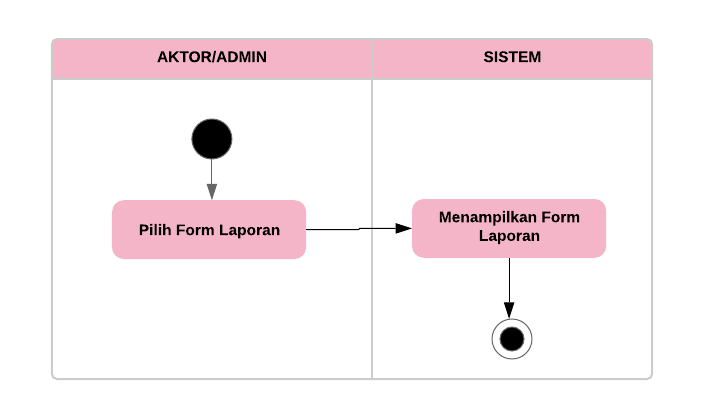 AKTOR/ADMIN
SISTEM
Pilih Form Laporan
Menampilkan Form
Laporan